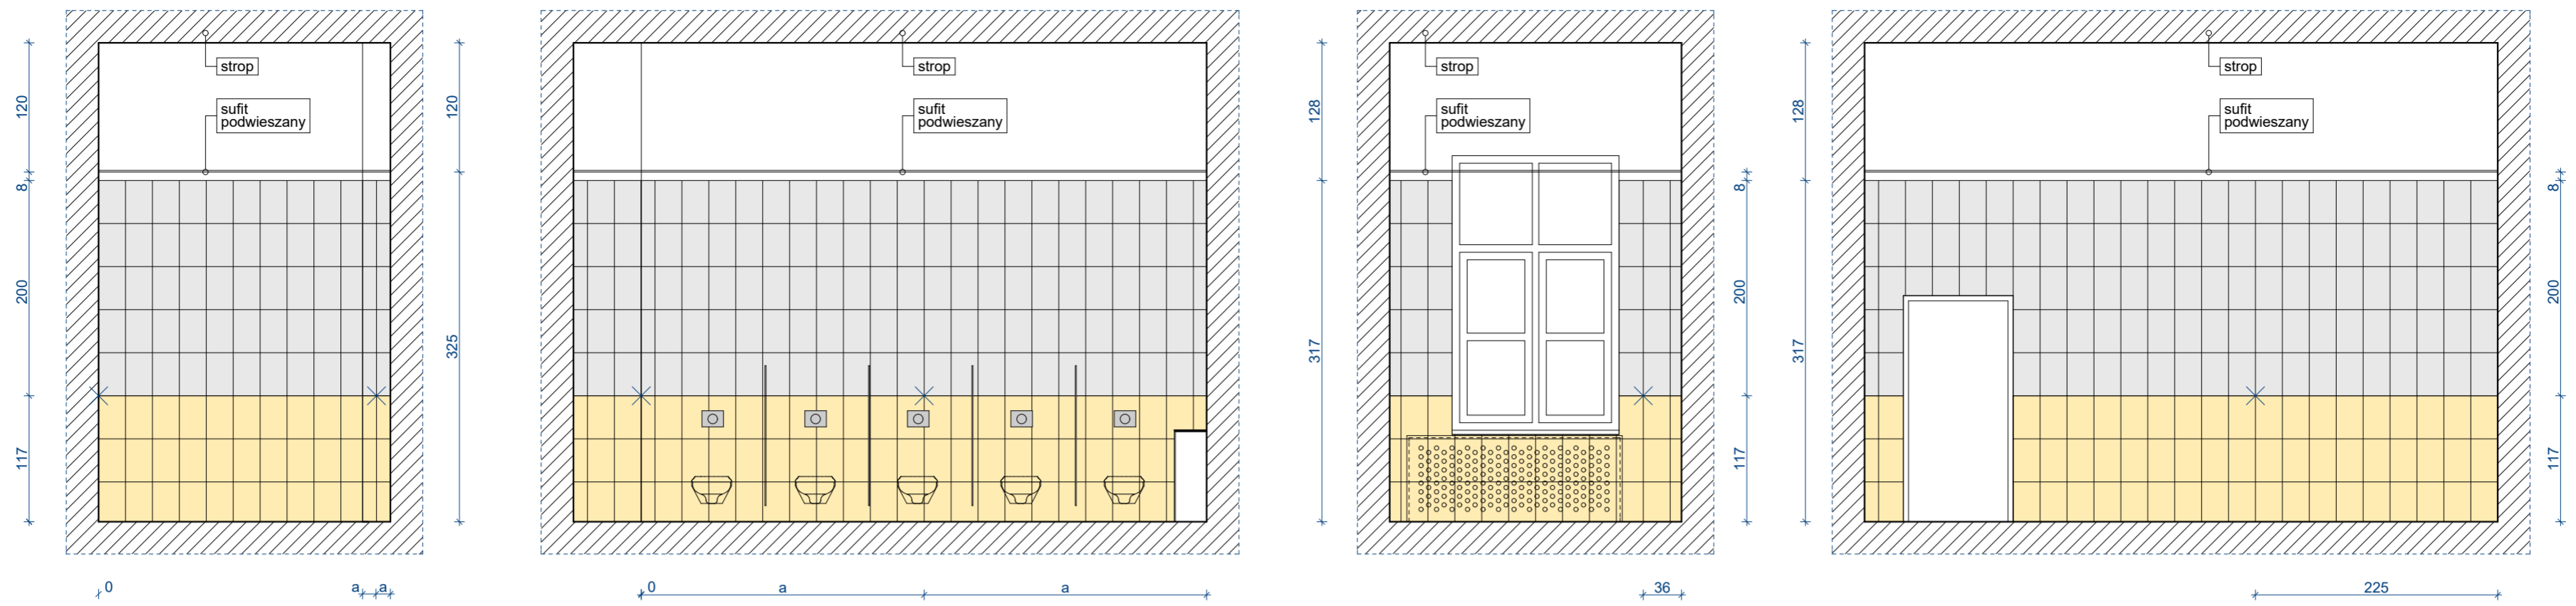 strop
sufit
podwieszany
120
8
200
117
0
a
a
strop
sufit
podwieszany
120
325
0
a
a
strop
sufit
podwieszany
128
317
8
200
117
36
strop
sufit
podwieszany
128
317
8
200
117
225